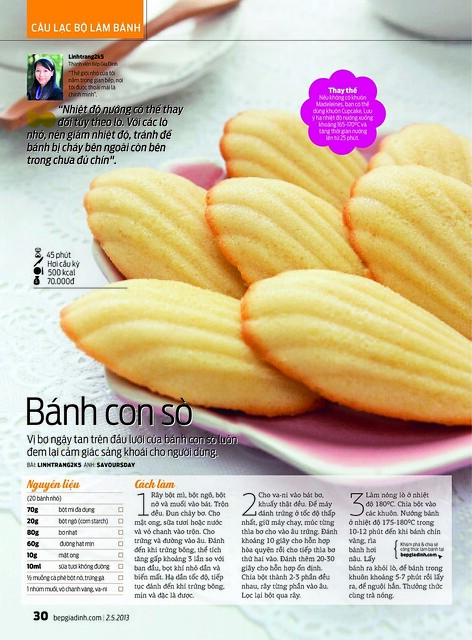 CÂU LẠC BỘ LÀM BÁNH
Linhtrang2k5
Thành viên Bếp Gia Đình
"Thế giới nhỏ của tôi
nằm trong gian bếp, nơi
tôi được thoải mái là
chính mình".
"Nhiệt độ nướng có thể thay
đổi tùy theo lò. Với các lò
nhỏ, nên giảm nhiệt độ, tránh để
bánh bị cháy bên ngoài còn bên
trong chưa đủ chín".
Thay thế
Nếu không có khuôn
Madeleines, bạn có thể
dùng khuôn Cupcake. Lưu
ý hạ nhiệt độ nướng xuống
khoảng 165-170ºC và
tăng thời gian nướng
lên từ 25 phút.
45 phút
Hơi cầu kỳ
500 kcal
70.000đ
Bánh con sò
Vị bơ ngậy tan trên đầu lưỡi của bánh con sò luôn
đem lại cảm giác sảng khoái cho người dùng.
BÀI: LINHTRANG2K5 ẢNH: SAVOURSDAY
Nguyên liệu
(20 bánh nhỏ)
70g bột mì đa dụng
20g bột ngô (corn starch)
80g bơ nhạt
60g đường hạt mịn
10g mật ong
10ml sữa tươi không đường
½ muỗng cà phê bột nở, trứng gà
1 nhúm muối, vỏ chanh vàng, va-ni
Cách làm
1 Rây bột mì, bột ngô, bột
nở và muối vào bát. Trộn
đều. Đun chảy bơ. Cho
mật ong, sữa tươi hoặc nước
và vỏ chanh vào trộn. Cho
trứng và đường vào âu. Đánh
đến khi trứng bông, thể tích
tăng gấp khoảng 3 lần so với
ban đầu, bọt khí nhỏ dần và
biến mất. Hạ dần tốc độ, tiếp
tục đánh đến khi trứng bông,
mịn và đặc là được.
2 Cho va-ni vào bát bơ,
khuấy thật đều. Để máy
đánh trứng ở tốc độ thấp
nhất, giữ máy chạy, múc từng
thìa bơ cho vào âu trứng. Đánh
khoảng 10 giây cho hỗn hợp
hòa quyện rồi cho tiếp thìa bơ
thứ hai vào. Đánh thêm 20-30
giây cho hỗn hợp ổn định.
Chia bột thành 2-3 phần đều
nhau, rây từng phần vào âu.
Lọc lại bột qua rây.
3 Làm nóng lò ở nhiệt
độ 180ºC. Chia bột vào
các khuôn. Nướng bánh
ở nhiệt độ 175-180ºC trong
10-12 phút đến khi bánh chín
vàng, rìa
bánh hơi
nâu. Lấy
bánh ra khỏi lò, để bánh trong
khuôn khoảng 5-7 phút rồi lấy
ra, để nguội hẳn. Thưởng thức
cùng trà nóng.
Khám phá & chia sẻ
công thức làm bánh tại
bepgiadinh.com
30 bepgiadinh.com | 2.5.2013